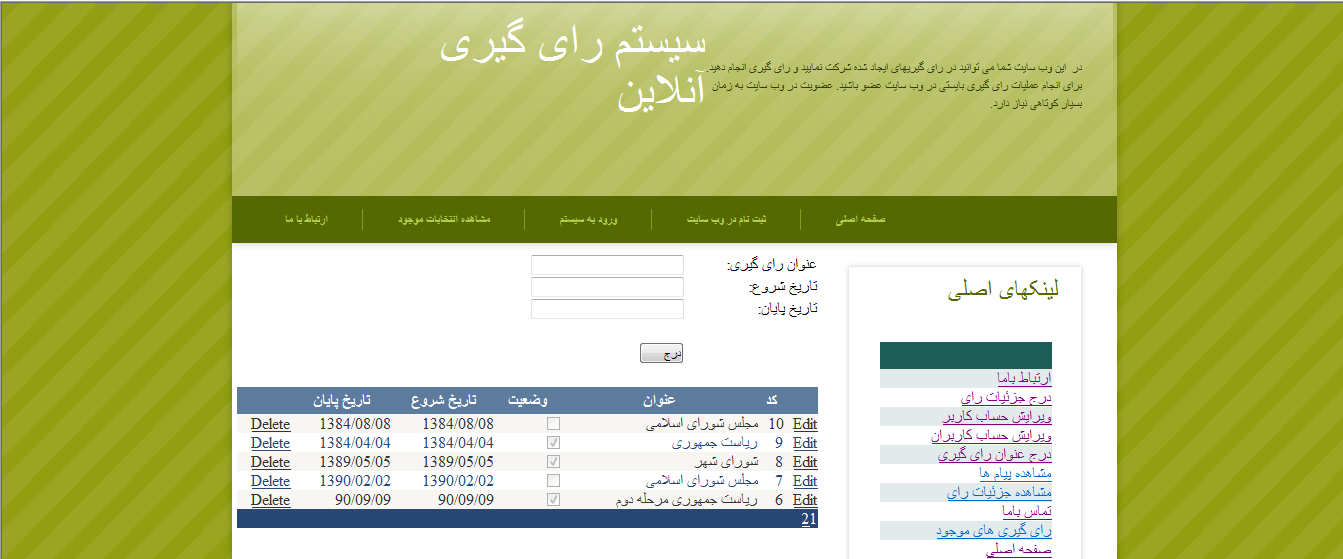 سیستم رای گیری
آنلاین
در این وب سایت شما می توانید در رای گیریهای ایجاد شده شرکت نمایید و رای گیری انجام دهید.
برای انجام عملیات رای گیری بایستی در وب سایت عضو باشید. عضویت در وب سایت به زمان
بسیار کوتاهی نیاز دارد.
صفحه اصلی ثبت نام در وب سایت ورود به سیستم مشاهده انتخابات موجود ارتباط با ما
لینکهای اصلی
ارتباط باما
درج جزئیات رای
ویرایش حساب کاربر
ویرایش حساب کاربران
درج عنوان رای گیری
مشاهده پیام ها
مشاهده جزئیات رای
تماس باما
رای گیری های موجود
صفحه اصلی
عنوان رای گیری:
تاریخ شروع:
تاریخ پایان:
درج
کد عنوان وضعیت تاریخ شروع تاریخ پایان
Edit 10 مجلس شورای اسلامی 1384/08/08 1384/08/08 Delete
Edit 9 ریاست جمهوری 1384/04/04 1384/04/04 Delete
Edit 8 شورای شهر 1389/05/05 1389/05/05 Delete
Edit 7 مجلس شورای اسلامی 1390/02/02 1390/02/02 Delete
Edit 6 ریاست جمهوری مرحله دوم 90/09/09 90/09/09 Delete
21